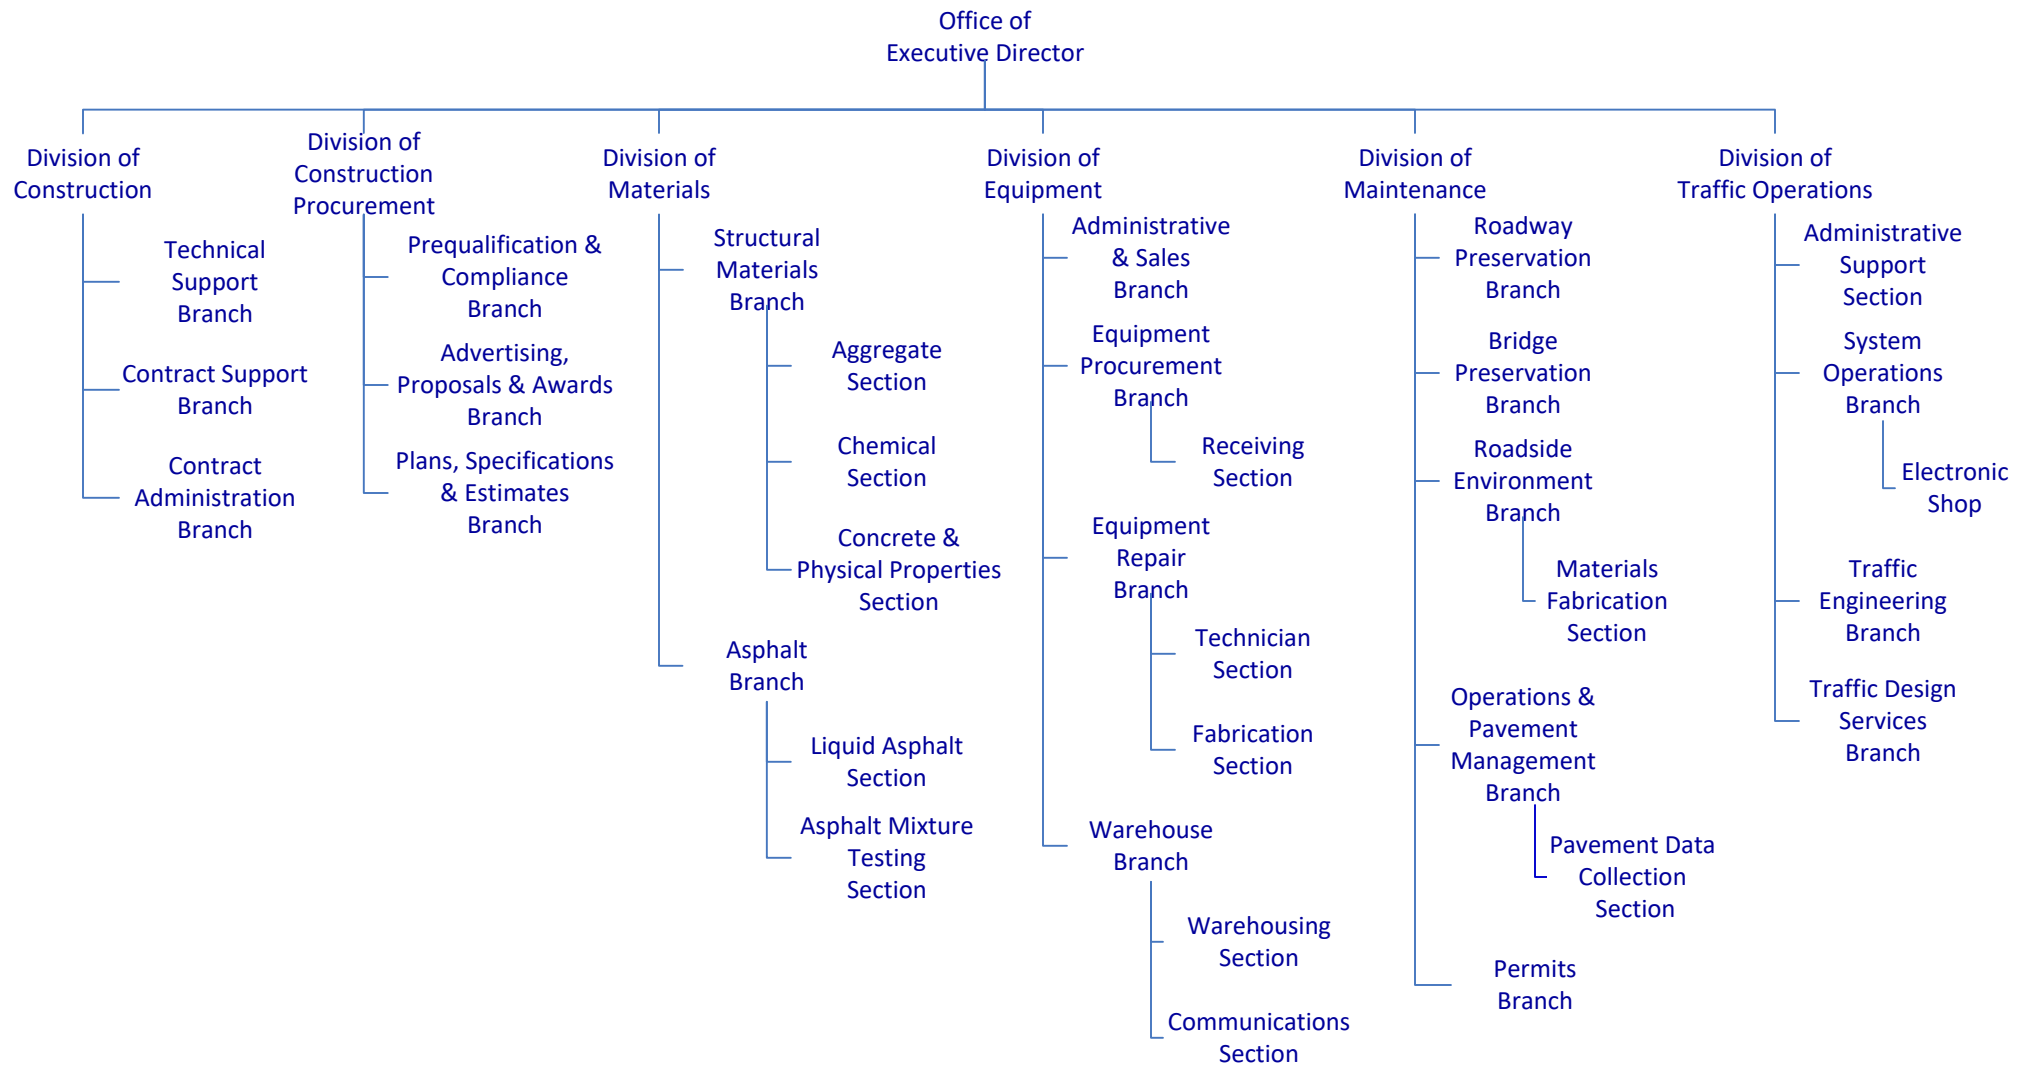 Office of
Executive Director
Division of
Construction
Technical
Support
Branch
Contract Support
Branch
Contract
Administration
Branch
Division of
Construction
Procurement
Prequalification &
Compliance
Branch
Advertising,
Proposals & Awards
Branch
Plans, Specifications
& Estimates
Branch
Division of
Materials
Structural
Materials
Branch
Aggregate
Section
Chemical
Section
Concrete &
Physical Properties
Section
Asphalt
Branch
Liquid Asphalt
Section
Asphalt Mixture
Testing
Section
Division of
Equipment
Administrative
& Sales
Branch
Equipment
Procurement
Branch
Receiving
Section
Equipment
Repair
Branch
Technician
Section
Fabrication
Section
Warehouse
Branch
Warehousing
Section
Communications
Section
Division of
Maintenance
Roadway
Preservation
Branch
Bridge
Preservation
Branch
Roadside
Environment
Branch
Materials
Fabrication
Section
Operations &
Pavement
Management
Branch
Pavement Data
Collection
Section
Permits
Branch
Division of
Traffic Operations
Administrative
Support
Section
System
Operations
Branch
Electronic
Shop
Traffic
Engineering
Branch
Traffic Design
Services
Branch